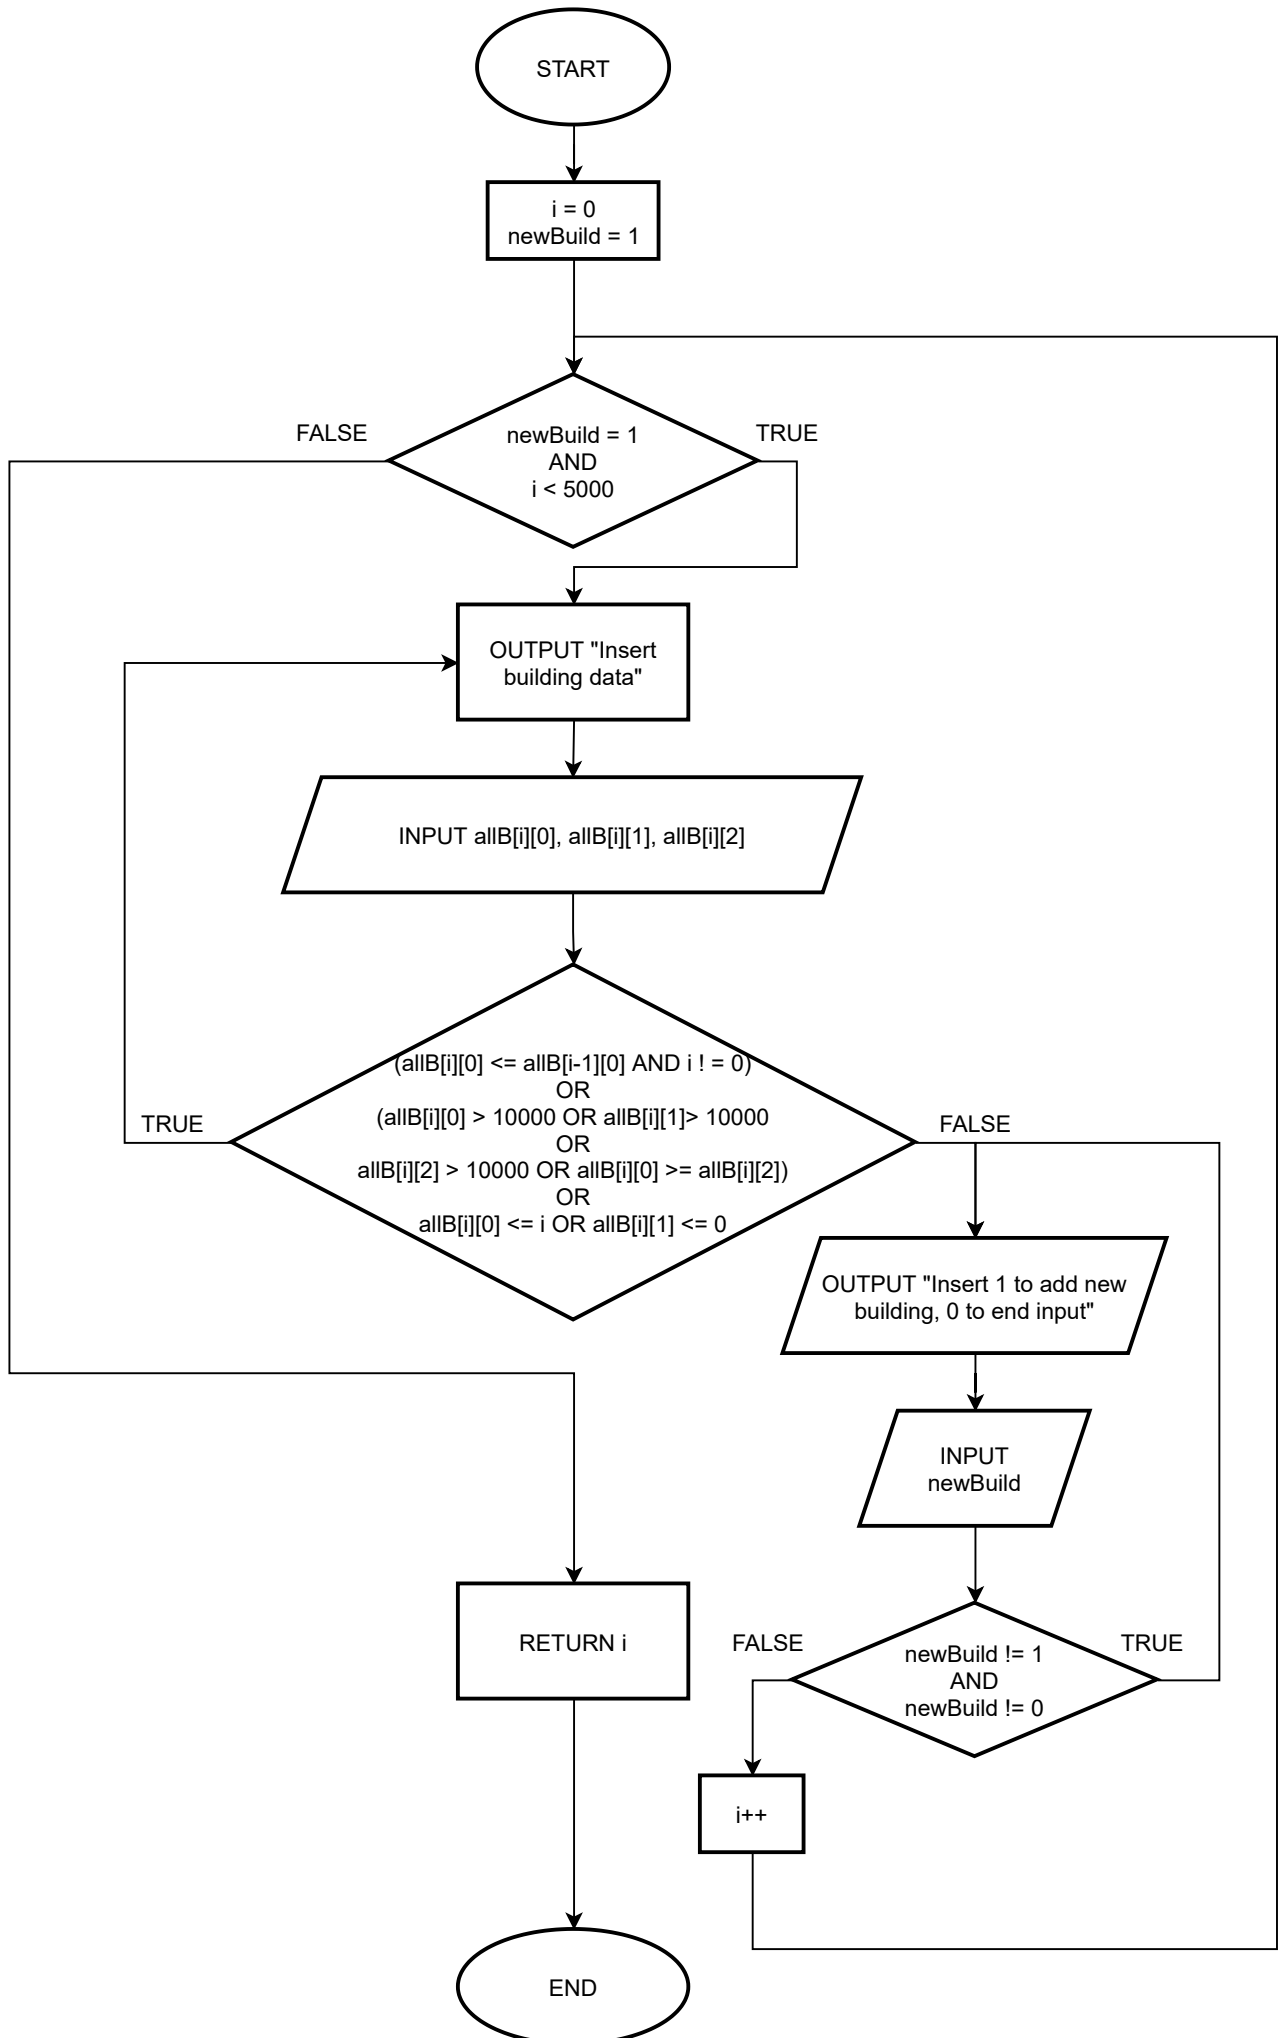 START
i = 0
newBuild = 1
FALSE
newBuild = 1
AND
i < 5000
TRUE
OUTPUT "Insert
building data"
INPUT allB[i][0], allB[i][1], allB[i][2]
(allB[i][0] <= allB[i-1][0] AND i ! = 0)
OR
(allB[i][0] > 10000 OR allB[i][1]> 10000
OR
allB[i][2] > 10000 OR allB[i][0] >= allB[i][2])
OR
allB[i][0] <= i OR allB[i][1] <= 0
TRUE
FALSE
OUTPUT "Insert 1 to add new
building, 0 to end input"
INPUT
newBuild
RETURN i
FALSE
newBuild != 1
AND
newBuild != 0
TRUE
i++
END